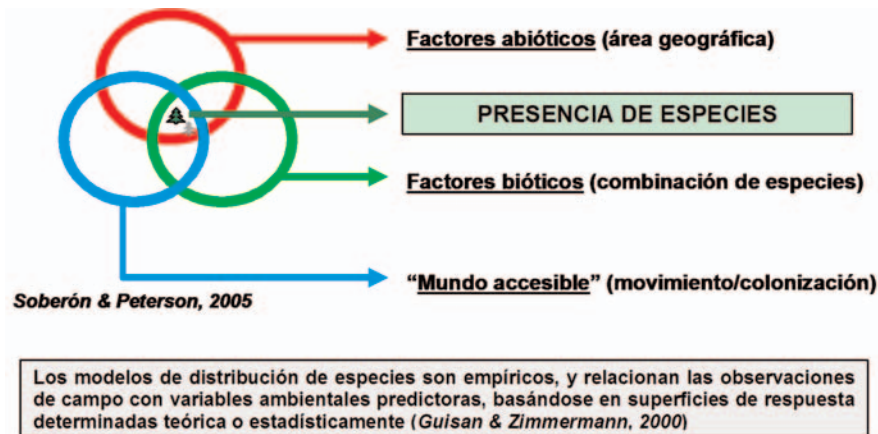 Factores abióticos (área geográfica)
PRESENCIA DE ESPECIES
Factores bióticos (combinación de especies)
“Mundo accesible” (movimiento/colonización)
Soberón & Peterson, 2005
Los modelos de distribución de especies son empíricos, y relacionan las observaciones
de campo con variables ambientales predictoras, basándose en superficies de respuesta
determinadas teórica o estadísticamente (Guisan & Zimmermann, 2000)